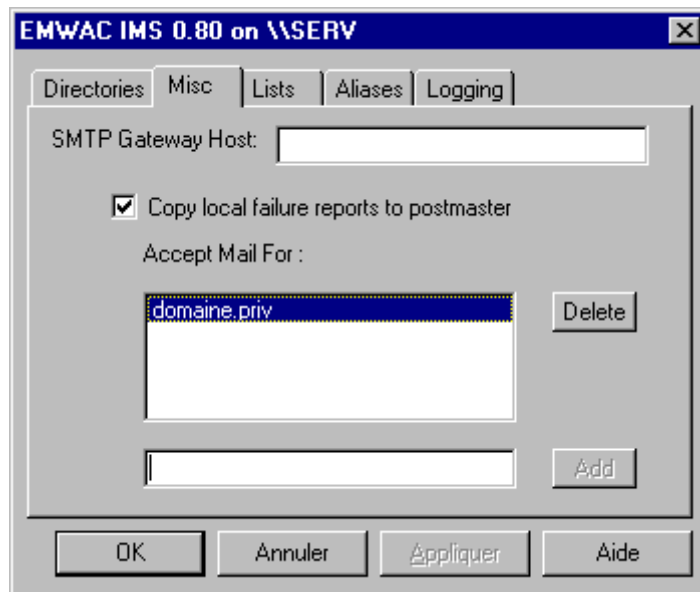 EMWAC IMS 0.80 on \\SERV
Directories Misc Lists Aliases Logging
SMTP Gateway Host:
Copy local failure reports to postmaster
Accept Mail For :
domaine.priv
Delete
Add
OK Annuler Appliquer Aide